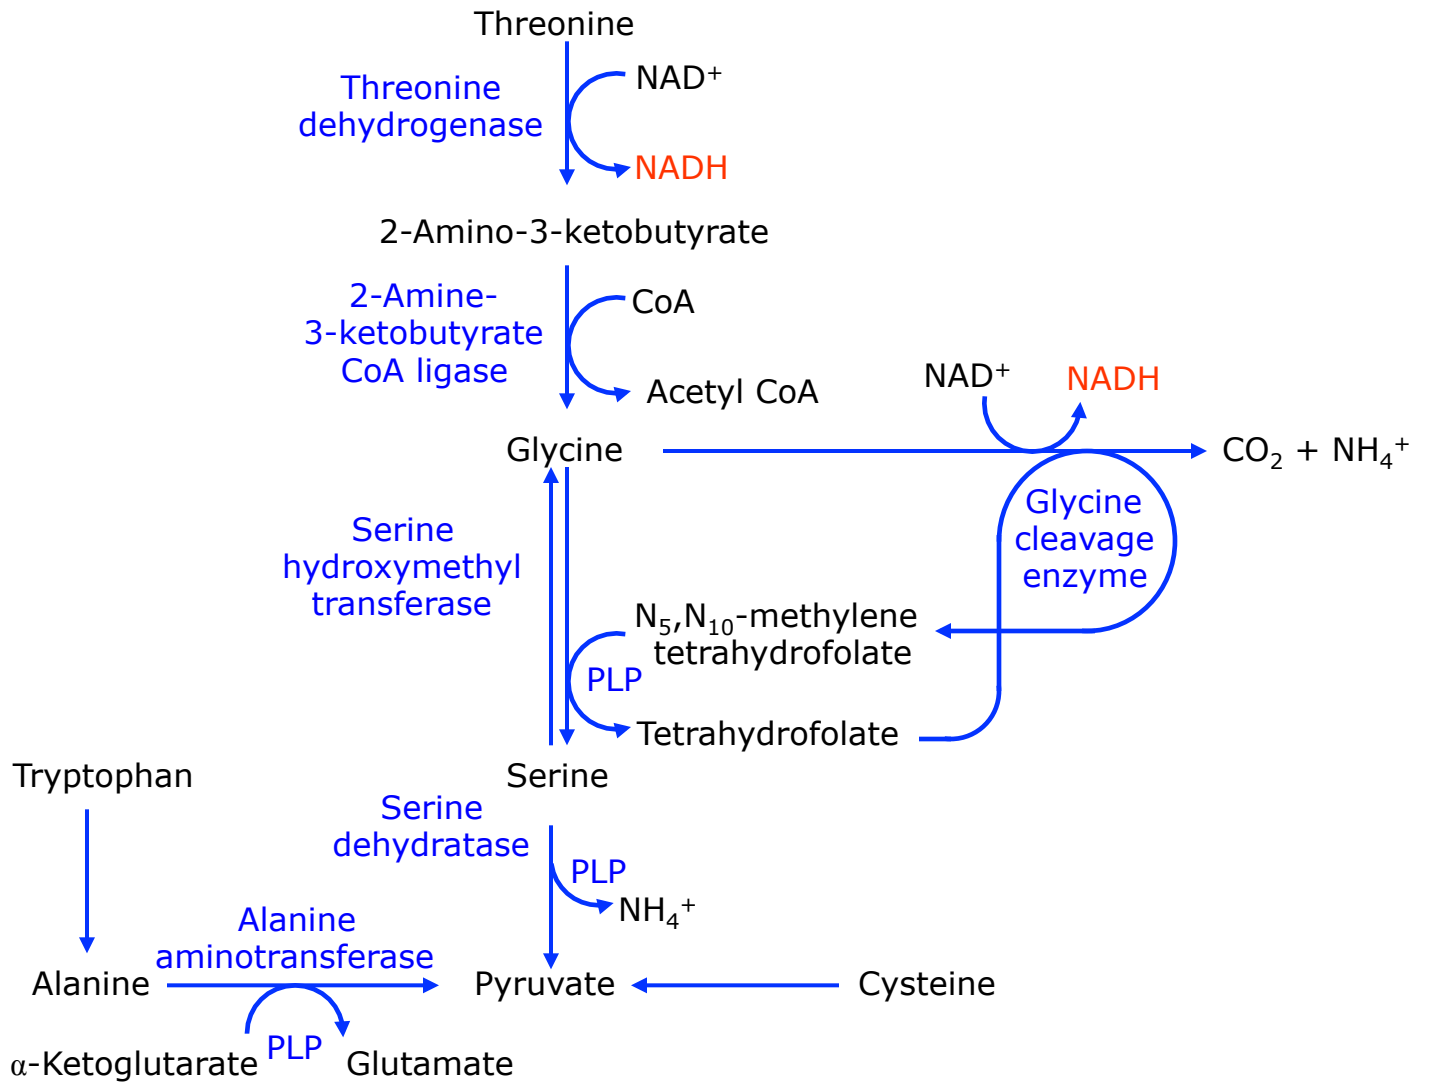 Threonine
NAD⁺
Threonine
dehydrogenase
NADH
2-Amino-3-ketobutyrate
2-Amine-
3-ketobutyrate
CoA ligase
CoA
Acetyl CoA
NAD⁺
NADH
Glycine
CO₂ + NH₄⁺
Glycine
cleavage
enzyme
Serine
hydroxymethyl
transferase
N₅,N₁₀-methylene
tetrahydrofolate
PLP
Tetrahydrofolate
Tryptophan
Serine
Serine
dehydratase
PLP
NH₄⁺
Alanine
aminotransferase
Alanine
Pyruvate
Cysteine
α-Ketoglutarate
PLP
Glutamate